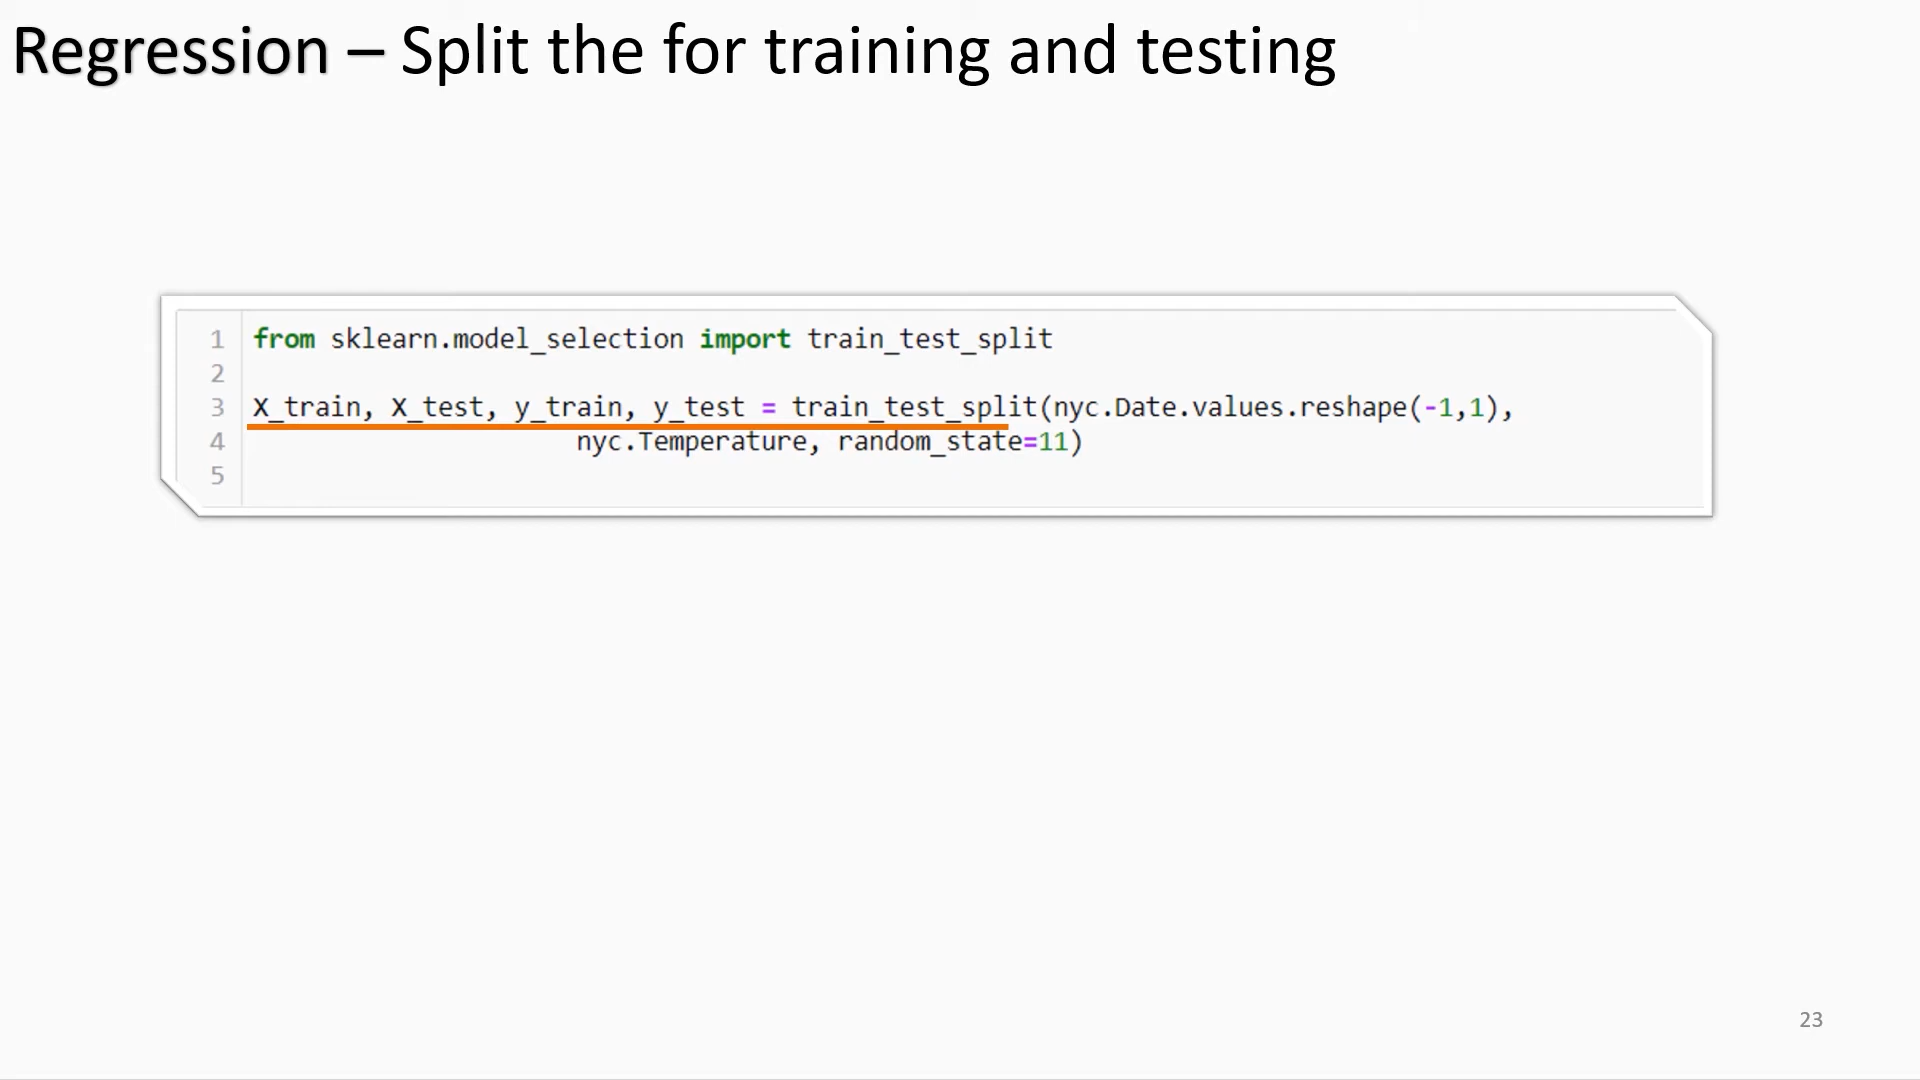 Regression – Split the for training and testing
1 from sklearn.model_selection import train_test_split
2
3 X_train, X_test, y_train, y_test = train_test_split(nyc.Date.values.reshape(-1,1),
4 nyc.Temperature, random_state=11)
5
23